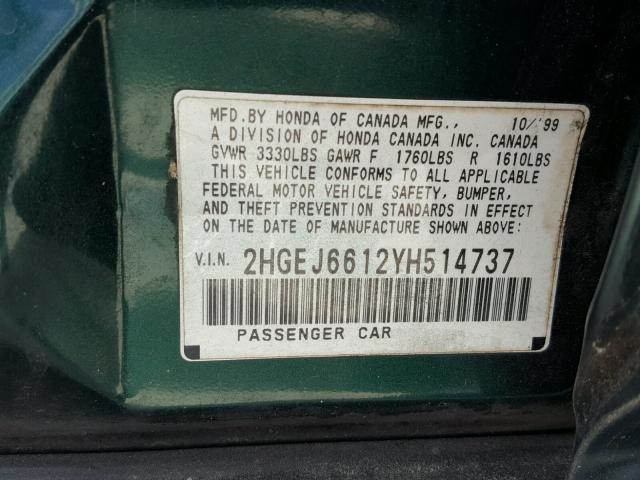 MFD.BY HONDA OF CANADA MFG., 10/'99
A DIVISION OF HONDA CANADA INC. CANADA
GVWR 3330LBS GAWR F 1760LBS R 1610LBS
THIS VEHICLE CONFORMS TO ALL APPLICABLE
FEDERAL MOTOR VEHICLE SAFETY, BUMPER,
AND THEFT PREVENTION STANDARDS IN EFFECT
ON THE DATE OF MANUFACTURE SHOWN ABOVE:
V.I.N. 2HGEJ6612YH514737
PASSENGER CAR